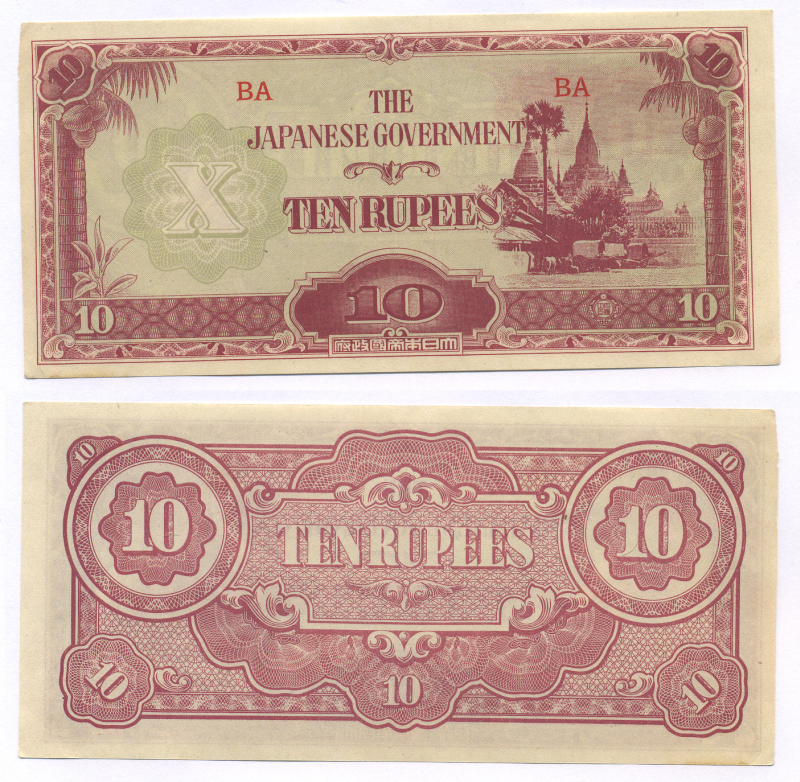 10 10
BA BA
THE
JAPANESE GOVERNMENT
X
TEN RUPEES
10 10 10
府政國帝本日大
10 10
10 10
TEN RUPEES
10 10 10